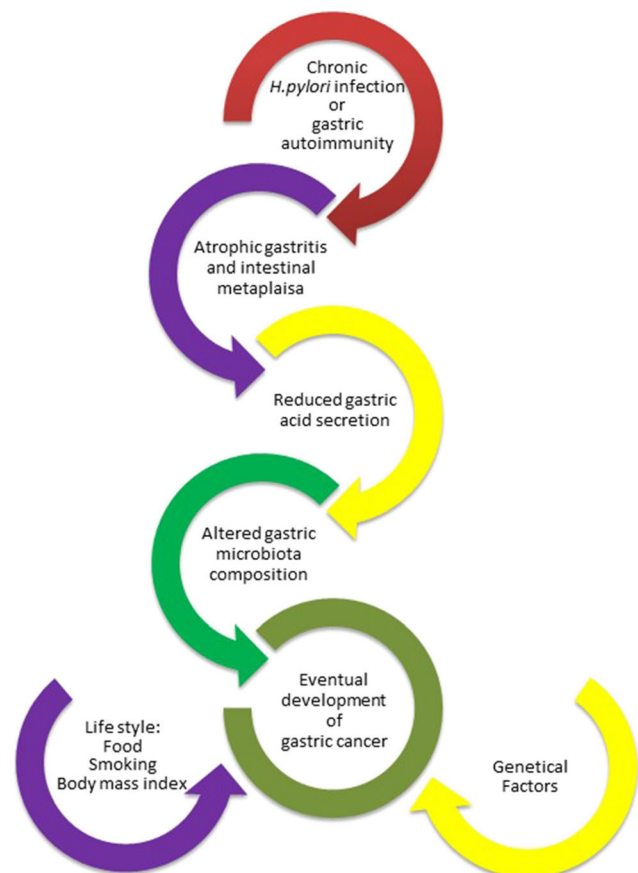 Chronic
H.pylori infection
or
gastric
autoimmunity
Atrophic gastritis
and intestinal
metaplaisa
Reduced gastric
acid secretion
Altered gastric
microbiota
composition
Eventual
development
of
gastric cancer
Life style:
Food
Smoking
Body mass index
Genetical
Factors